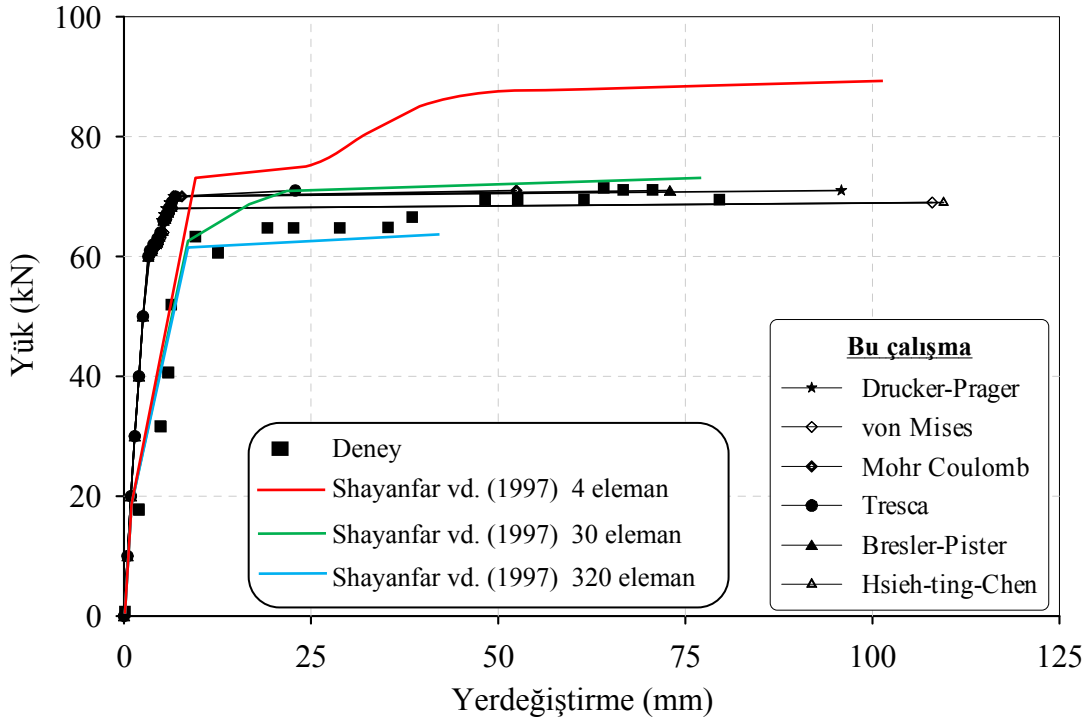 100
80
60
40
20
0
Yük (kN)
0 25 50 75 100 125
Yerdeğiştirme (mm)
Deney
Shayanfar vd. (1997) 4 eleman
Shayanfar vd. (1997) 30 eleman
Shayanfar vd. (1997) 320 eleman
Bu çalışma
Drucker-Prager
von Mises
Mohr Coulomb
Tresca
Bresler-Pister
Hsieh-ting-Chen